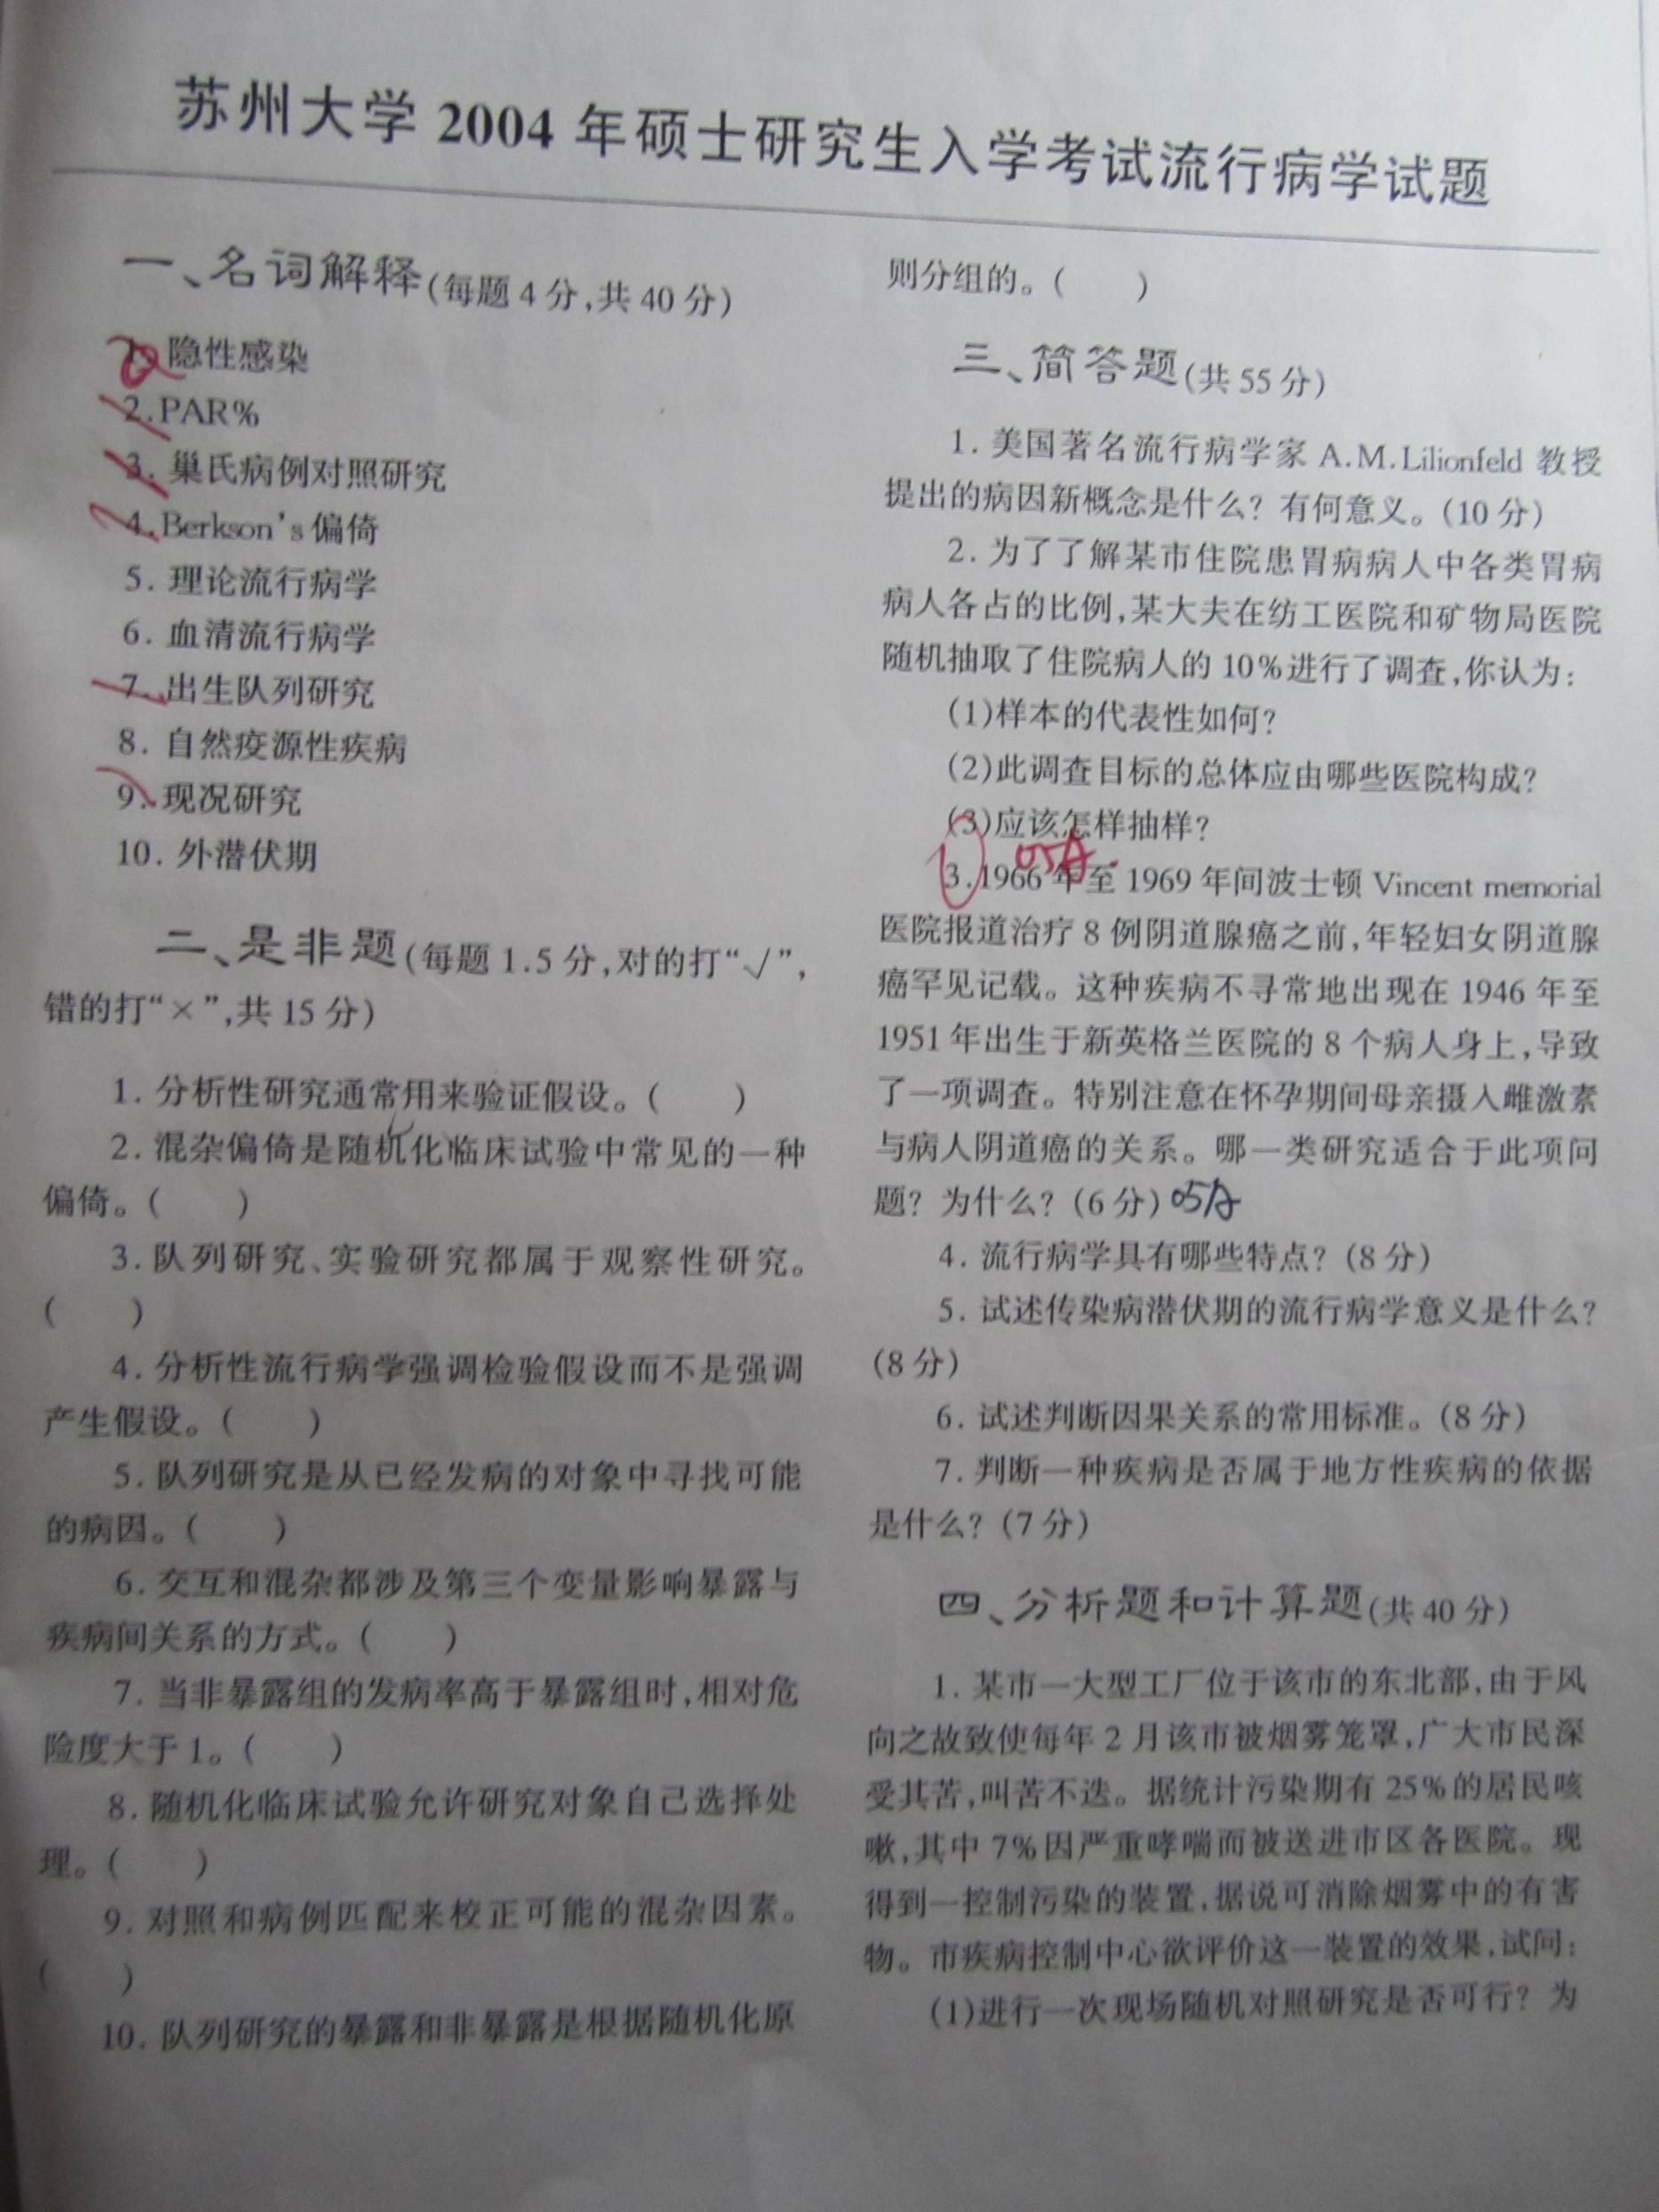 苏州大学 2004 年硕士研究生入学考试流行病学试题
一、名词解释(每题 4 分,共 40 分)
1. 隐性感染
2. PAR%
3. 巢氏病例对照研究
4. Berkson's 偏倚
5. 理论流行病学
6. 血清流行病学
7. 出生队列研究
8. 自然疫源性疾病
9. 现况研究
10. 外潜伏期
二、是非题(每题 1.5 分,对的打“√”,
错的打“×”,共 15 分)
1. 分析性研究通常用来验证假设。(  )
2. 混杂偏倚是随机化临床试验中常见的一种
偏倚。(  )
3. 队列研究、实验研究都属于观察性研究。
(  )
4. 分析性流行病学强调检验假设而不是强调
产生假设。(  )
5. 队列研究是从已经发病的对象中寻找可能
的病因。(  )
6. 交互和混杂都涉及第三个变量影响暴露与
疾病间关系的方式。(  )
7. 当非暴露组的发病率高于暴露组时,相对危
险度大于 1。(  )
8. 随机化临床试验允许研究对象自己选择处
理。(  )
9. 对照和病例匹配来校正可能的混杂因素。
(  )
10. 队列研究的暴露和非暴露是根据随机化原
则分组的。(  )
三、简答题(共 55 分)
1. 美国著名流行病学家 A.M.Lilionfeld 教授
提出的病因新概念是什么? 有何意义。(10 分)
2. 为了了解某市住院患胃病病人中各类胃病
病人各占的比例,某大夫在纺工医院和矿物局医院
随机抽取了住院病人的 10%进行了调查,你认为:
(1)样本的代表性如何?
(2)此调查目标的总体应由哪些医院构成?
(3)应该怎样抽样?
05A
3. 1966 年至 1969 年间波士顿 Vincent memorial
医院报道治疗 8 例阴道腺癌之前,年轻妇女阴道腺
癌罕见记载。这种疾病不寻常地出现在 1946 年至
1951 年出生于新英格兰医院的 8 个病人身上,导致
了一项调查。特别注意在怀孕期间母亲摄入雌激素
与病人阴道癌的关系。哪一类研究适合于此项问
题? 为什么? (6 分) 05A
4. 流行病学具有哪些特点? (8 分)
5. 试述传染病潜伏期的流行病学意义是什么?
(8 分)
6. 试述判断因果关系的常用标准。(8 分)
7. 判断一种疾病是否属于地方性疾病的依据
是什么? (7 分)
四、分析题和计算题(共 40 分)
1. 某市一大型工厂位于该市的东北部,由于风
向之故致使每年 2 月该市被烟雾笼罩,广大市民深
受其苦,叫苦不迭。据统计污染期有 25%的居民咳
嗽,其中 7%因严重哮喘而被送进市区各医院。现
得到一控制污染的装置,据说可消除烟雾中的有害
物。市疾病控制中心欲评价这一装置的效果,试问:
(1)进行一次现场随机对照研究是否可行? 为